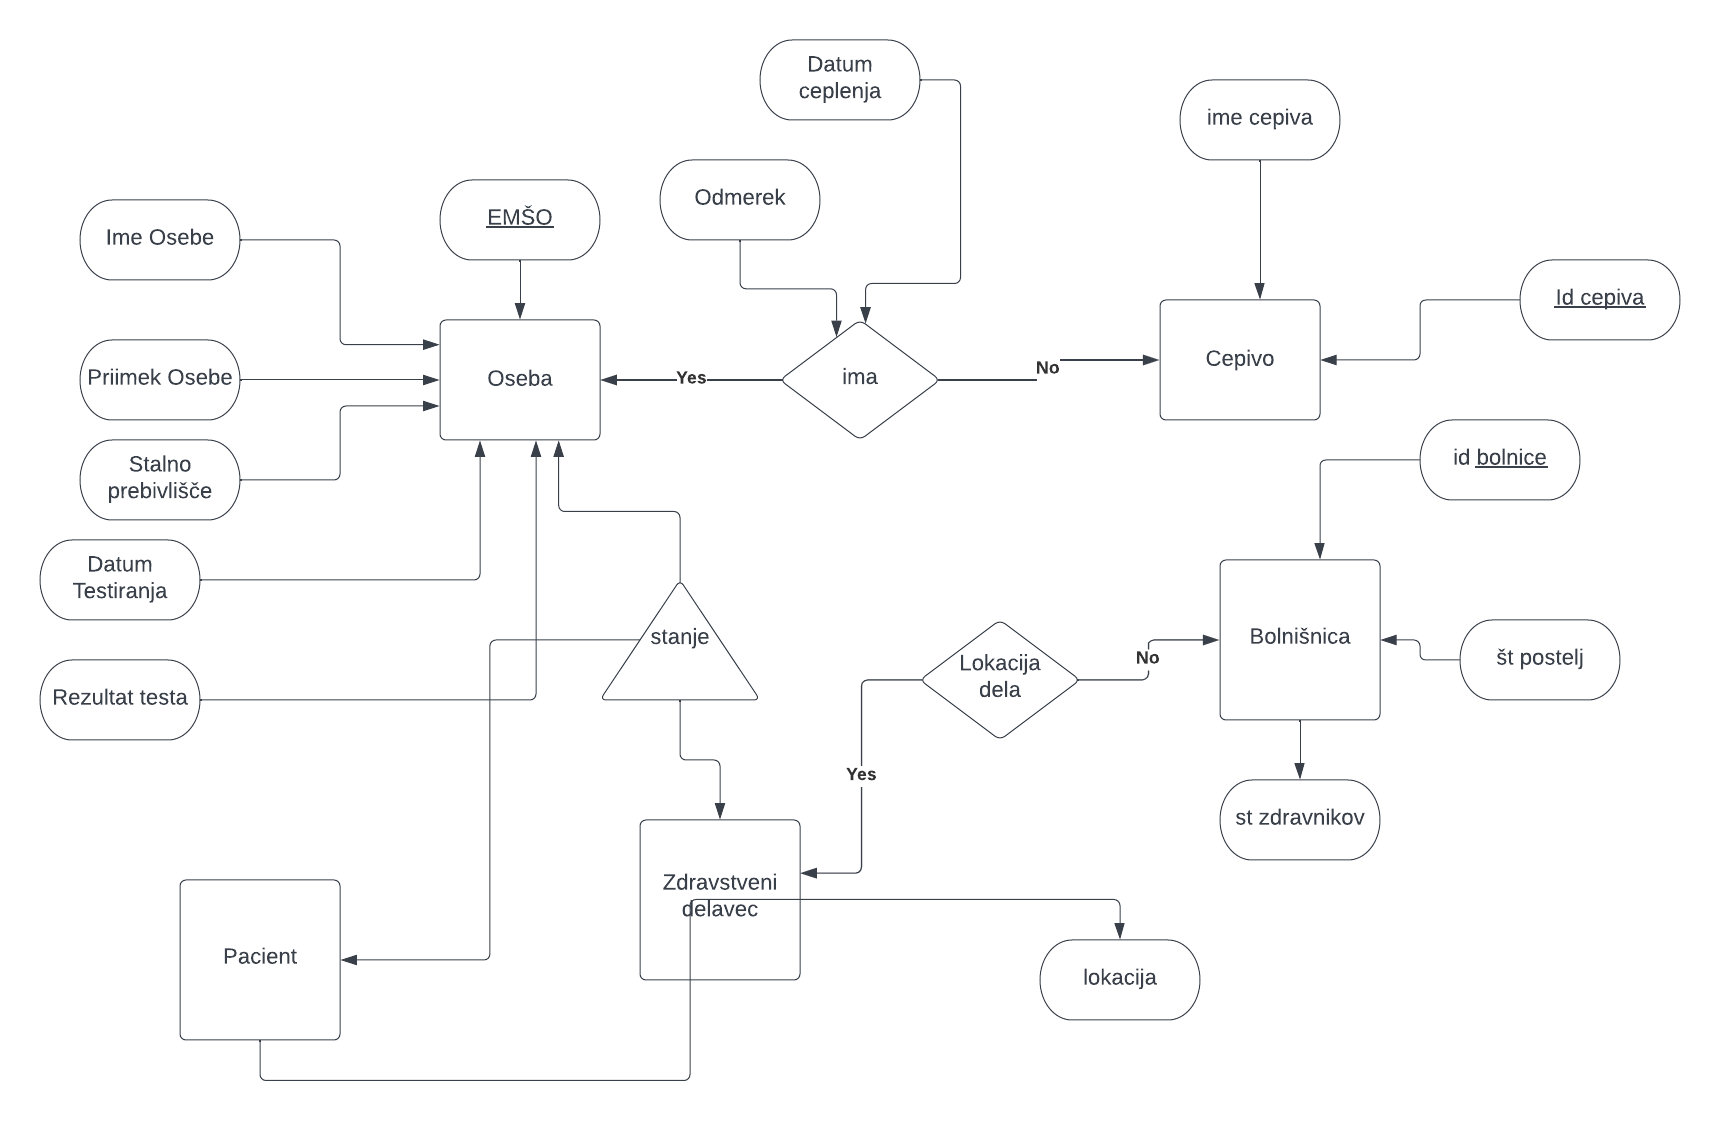 Datum
ceplenja
ime cepiva
Odmerek
EMŠO
Ime Osebe
Id cepiva
Priimek Osebe
Oseba
Yes
ima
No
Cepivo
Stalno
prebivlišče
id bolnice
Datum
Testiranja
stanje
Lokacija
dela
No
Bolnišnica
št postelj
Rezultat testa
Yes
st zdravnikov
Zdravstveni
delavec
Pacient
lokacija